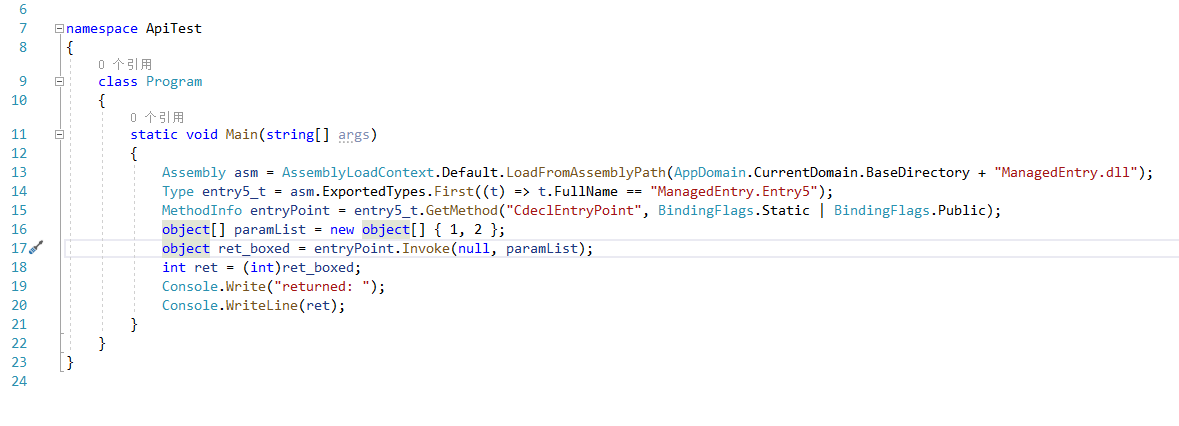 6
7 namespace ApiTest
8 {
0 个引用
9 class Program
10 {
0 个引用
11 static void Main(string[] args)
12 {
13 Assembly asm = AssemblyLoadContext.Default.LoadFromAssemblyPath(AppDomain.CurrentDomain.BaseDirectory + "ManagedEntry.dll");
14 Type entry5_t = asm.ExportedTypes.First((t) => t.FullName == "ManagedEntry.Entry5");
15 MethodInfo entryPoint = entry5_t.GetMethod("CdeclEntryPoint", BindingFlags.Static | BindingFlags.Public);
16 object[] paramList = new object[] { 1, 2 };
17 object ret_boxed = entryPoint.Invoke(null, paramList);
18 int ret = (int)ret_boxed;
19 Console.Write("returned: ");
20 Console.WriteLine(ret);
21 }
22 }
23 }
24